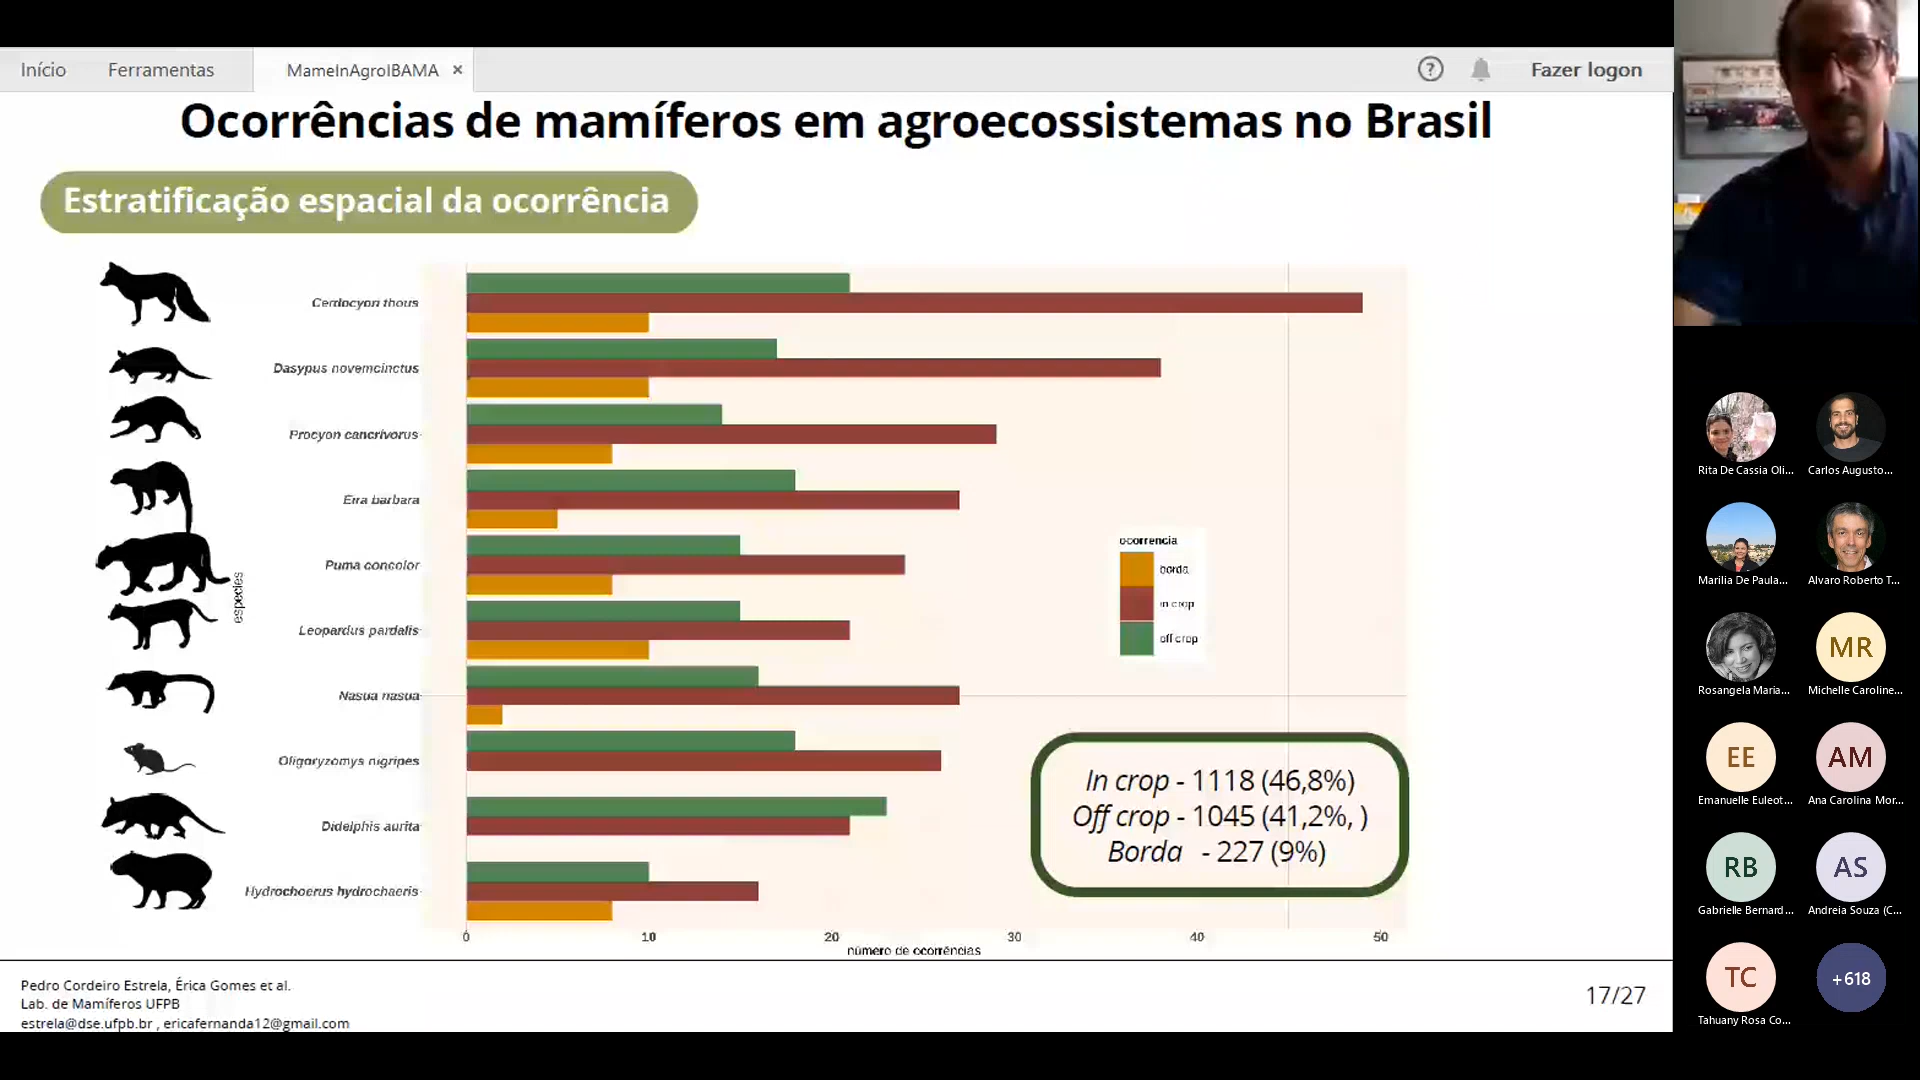 Início
Ferramentas
MameInAgroIBAMA ×
Fazer logon
Ocorrências de mamíferos em agroecossistemas no Brasil
Estratificação espacial da ocorrência
Cerdocyon thous
Dasypus novemcinctus
Procyon cancrivorus
Eira barbara
Puma concolor
Leopardus pardalis
Nasua nasua
Oligoryzomys nigripes
Didelphis aurita
Hydrochoerus hydrochaeris
especies
ocorrencia
borda
in crop
off crop
In crop - 1118 (46,8%)
Off crop - 1045 (41,2%, )
Borda - 227 (9%)
0 10 20 30 40 50
número de ocorrências
Pedro Cordeiro Estrela, Érica Gomes et al.
Lab. de Mamíferos UFPB
estrela@dse.ufpb.br , ericafernanda12@gmail.com
17/27
Rita De Cassia Oli...
Carlos Augusto...
Marilia De Paula...
Alvaro Roberto T...
Rosangela Maria...
MR
Michelle Caroline...
EE
Emanuelle Euleot...
AM
Ana Carolina Mor...
RB
Gabrielle Bernard...
AS
Andreia Souza (C...
TC
Tahuany Rosa Co...
+618